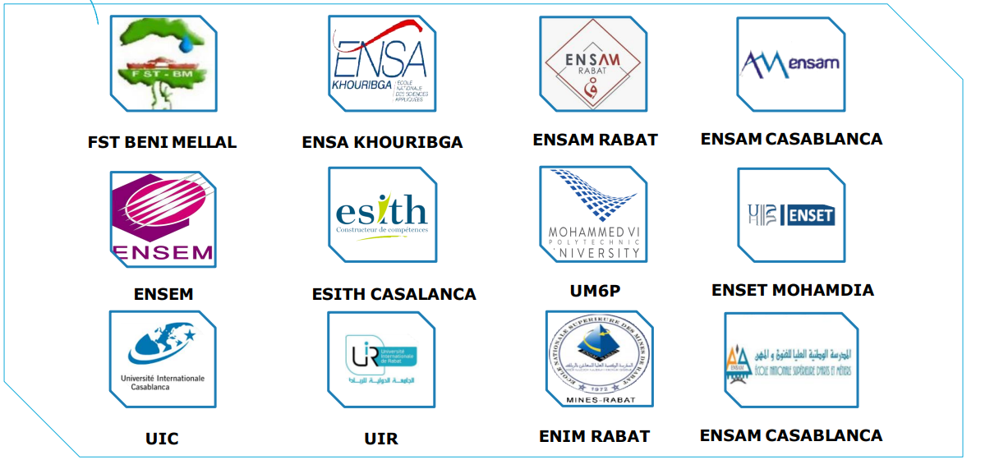 FST - BM
ENSA
KHOURIBGA
ECOLE
NATIONALE
DES SCIENCES
APPLIQUÉES
ENSAM
RABAT
ensam
FST BENI MELLAL
ENSA KHOURIBGA
ENSAM RABAT
ENSAM CASABLANCA
ENSEM
esith
Constructeur de compétences
MOHAMMED VI
POLYTECHNIC
UNIVERSITY
ENSET
ENSEM
ESITH CASALANCA
UM6P
ENSET MOHAMDIA
Université Internationale
Casablanca
UIR
Université
Internationale
de Rabat
الجامعة الدولية للرباط
ECOLE NATIONALE SUPERIEURE DES MINES DE RABAT
1972
MINES-RABAT
ENSAM
المدرسة الوطنية العليا للفنون و المهن
ÉCOLE NATIONALE SUPÉRIEURE D'ARTS ET MÉTIERS
UIC
UIR
ENIM RABAT
ENSAM CASABLANCA